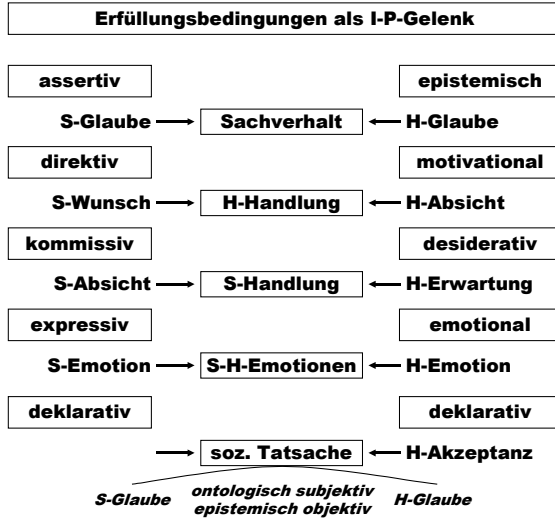 Erfüllungsbedingungen als I-P-Gelenk
assertiv epistemisch
S-Glaube Sachverhalt H-Glaube
direktiv motivational
S-Wunsch H-Handlung H-Absicht
kommissiv desiderativ
S-Absicht S-Handlung H-Erwartung
expressiv emotional
S-Emotion S-H-Emotionen H-Emotion
deklarativ deklarativ
soz. Tatsache H-Akzeptanz
S-Glaube ontologisch subjektiv H-Glaube
epistemisch objektiv